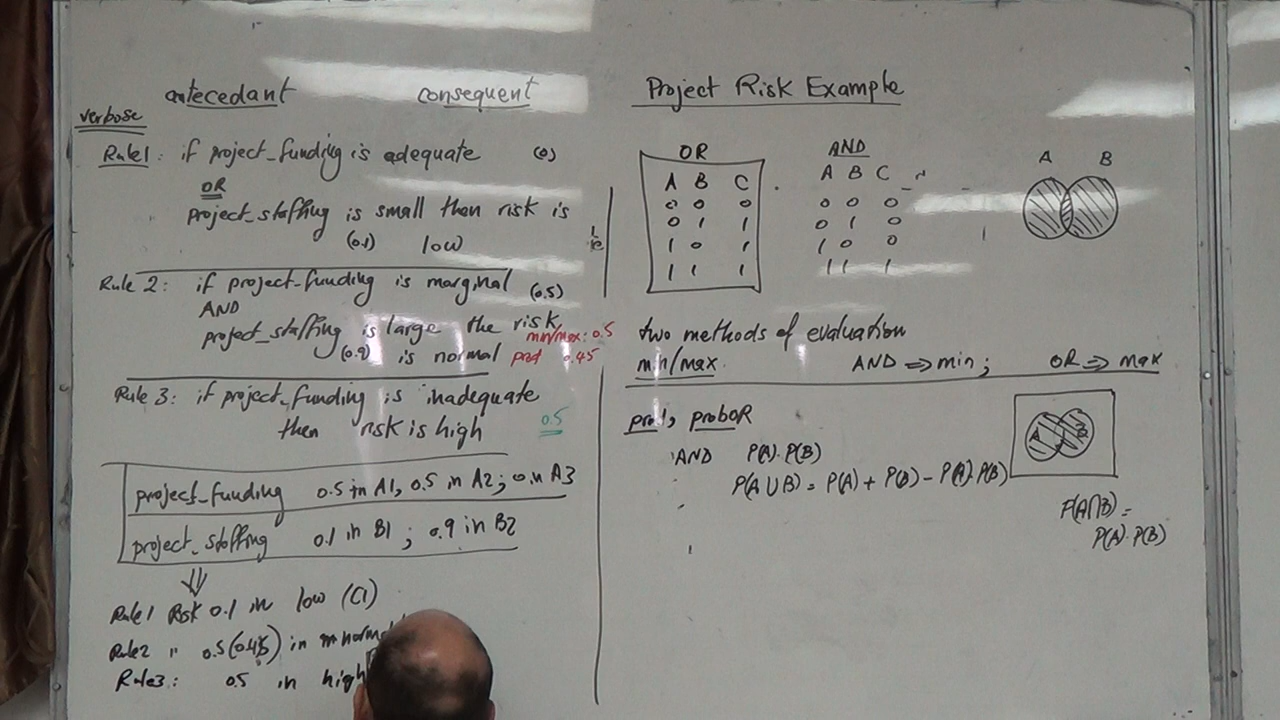 antecedant consequent
verbose
Rule1: if project_funding is adequate (0)
OR
project_staffing is small then risk is
(0.1) low
Rule 2: if project_funding is marginal (0.5)
AND
project_staffing is large the risk
(0.9) is normal
min/max: 0.5
prod 0.45
Rule 3: if project_funding is inadequate
then risk is high 0.5
project_funding 0.5 in A1, 0.5 in A2; A3
project_staffing 0.1 in B1 ; 0.9 in B2
⇓
Rule1 Risk 0.1 in low (C1)
Rule2 " 0.5(0.45) in
Rule3: 0.5 in high
Project Risk Example
OR
A B C
0 0 0
0 1 1
1 0 1
1 1 1
AND
A B C
0 0 0
0 1 0
1 0 0
1 1 1
A B
two methods of evaluation
min/max. AND ⇒ min; OR ⇒ max
prod, probOR
AND P(A).P(B)
P(A∪B) = P(A) + P(B) - P(A).P(B)
A B
P(A∩B) =
P(A).P(B)